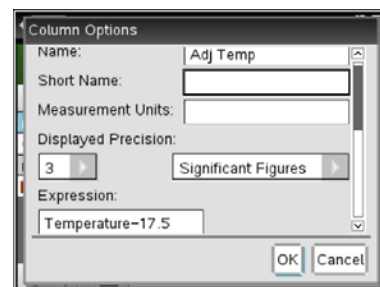 Column Options
Name: Adj Temp
Short Name:
Measurement Units:
Displayed Precision:
3 Significant Figures
Expression:
Temperature−17.5
OK Cancel